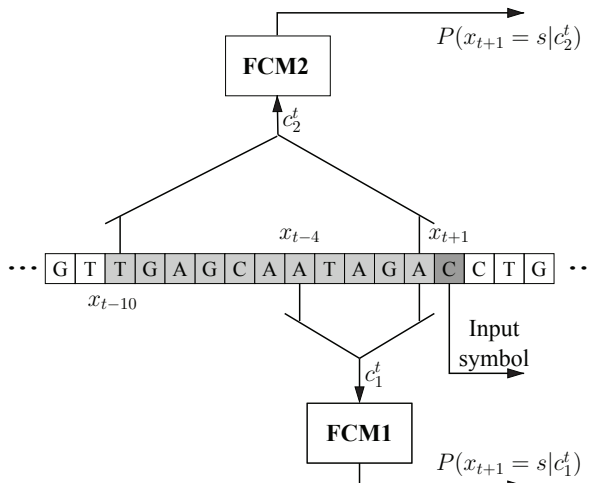 P(x_{t+1} = s|c_2^t)
FCM2
c_2^t
x_{t-4} x_{t+1}
... G T T G A G C A A T A G A C C T G ..
x_{t-10}
Input
symbol
c_1^t
FCM1
P(x_{t+1} = s|c_1^t)